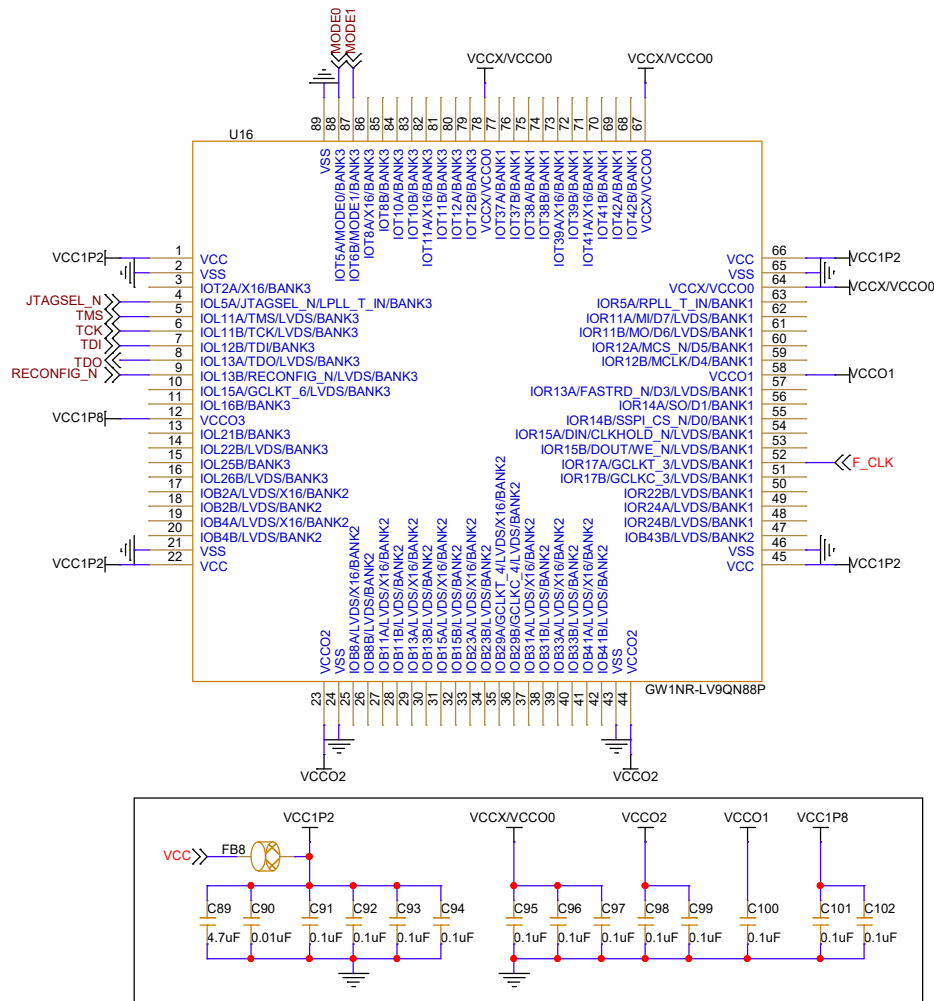 MODE0
MODE1
VCCX/VCCO0
VCCX/VCCO0
89
88
87
86
85
84
83
82
81
80
79
78
77
76
75
74
73
72
71
70
69
68
67
U16
VSS
IOT5A/MODE0/BANK3
IOT6B/MODE1/BANK3
IOT8A/X16/BANK3
IOT8B/BANK3
IOT10A/BANK3
IOT10B/BANK3
IOT11A/X16/BANK3
IOT11B/BANK3
IOT12A/BANK3
IOT12B/BANK3
VCCX/VCCO0
IOT37A/BANK1
IOT37B/BANK1
IOT38A/BANK1
IOT38B/BANK1
IOT39A/X16/BANK1
IOT39B/BANK1
IOT41A/X16/BANK1
IOT41B/BANK1
IOT42A/BANK1
IOT42B/BANK1
VCCX/VCCO0
VCC1P2 1 VCC
2 VSS
3 IOT2A/X16/BANK3
JTAGSEL_N 4 IOL5A/JTAGSEL_N/LPLL_T_IN/BANK3
TMS 5 IOL11A/TMS/LVDS/BANK3
TCK 6 IOL11B/TCK/LVDS/BANK3
TDI 7 IOL12B/TDI/BANK3
TDO 8 IOL13A/TDO/LVDS/BANK3
RECONFIG_N 9 IOL13B/RECONFIG_N/LVDS/BANK3
10 IOL15A/GCLKT_6/LVDS/BANK3
11 IOL16B/BANK3
VCC1P8 12 VCCO3
13 IOL21B/BANK3
14 IOL22B/LVDS/BANK3
15 IOL25B/BANK3
16 IOL26B/LVDS/BANK3
17 IOB2A/LVDS/X16/BANK2
18 IOB2B/LVDS/BANK2
19 IOB4A/LVDS/X16/BANK2
20 IOB4B/LVDS/BANK2
21 VSS
VCC1P2 22 VCC
VCC 66 VCC1P2
VSS 65
VCCX/VCCO0 64 VCCX/VCCO0
IOR5A/RPLL_T_IN/BANK1 63
IOR11A/MI/D7/LVDS/BANK1 62
IOR11B/MO/D6/LVDS/BANK1 61
IOR12A/MCS_N/D5/BANK1 60
IOR12B/MCLK/D4/BANK1 59
VCCO1 58 VCCO1
IOR13A/FASTRD_N/D3/LVDS/BANK1 57
IOR14A/SO/D1/BANK1 56
IOR14B/SSPI_CS_N/D0/BANK1 55
IOR15A/DIN/CLKHOLD_N/LVDS/BANK1 54
IOR15B/DOUT/WE_N/LVDS/BANK1 53
IOR17A/GCLKT_3/LVDS/BANK1 52 F_CLK
IOR17B/GCLKC_3/LVDS/BANK1 51
IOR22B/LVDS/BANK1 50
IOR24A/LVDS/BANK1 49
IOR24B/LVDS/BANK1 48
IOB43B/LVDS/BANK2 47
VSS 46
VCC 45 VCC1P2
VCCO2
VSS
IOB8A/LVDS/X16/BANK2
IOB8B/LVDS/BANK2
IOB11A/LVDS/X16/BANK2
IOB11B/LVDS/BANK2
IOB13A/LVDS/X16/BANK2
IOB13B/LVDS/BANK2
IOB15A/LVDS/X16/BANK2
IOB15B/LVDS/BANK2
IOB23A/LVDS/X16/BANK2
IOB23B/LVDS/BANK2
IOB29A/GCLKT_4/LVDS/X16/BANK2
IOB29B/GCLKC_4/LVDS/BANK2
IOB31A/LVDS/X16/BANK2
IOB31B/LVDS/BANK2
IOB33A/LVDS/X16/BANK2
IOB33B/LVDS/BANK2
IOB41A/LVDS/X16/BANK2
IOB41B/LVDS/BANK2
VSS
VCCO2
GW1NR-LV9QN88P
23
24
25
26
27
28
29
30
31
32
33
34
35
36
37
38
39
40
41
42
43
44
VCCO2
VCCO2
VCC1P2 VCCX/VCCO0 VCCO2 VCCO1 VCC1P8
VCC FB8
C89 C90 C91 C92 C93 C94 C95 C96 C97 C98 C99 C100 C101 C102
4.7uF 0.01uF 0.1uF 0.1uF 0.1uF 0.1uF 0.1uF 0.1uF 0.1uF 0.1uF 0.1uF 0.1uF 0.1uF 0.1uF